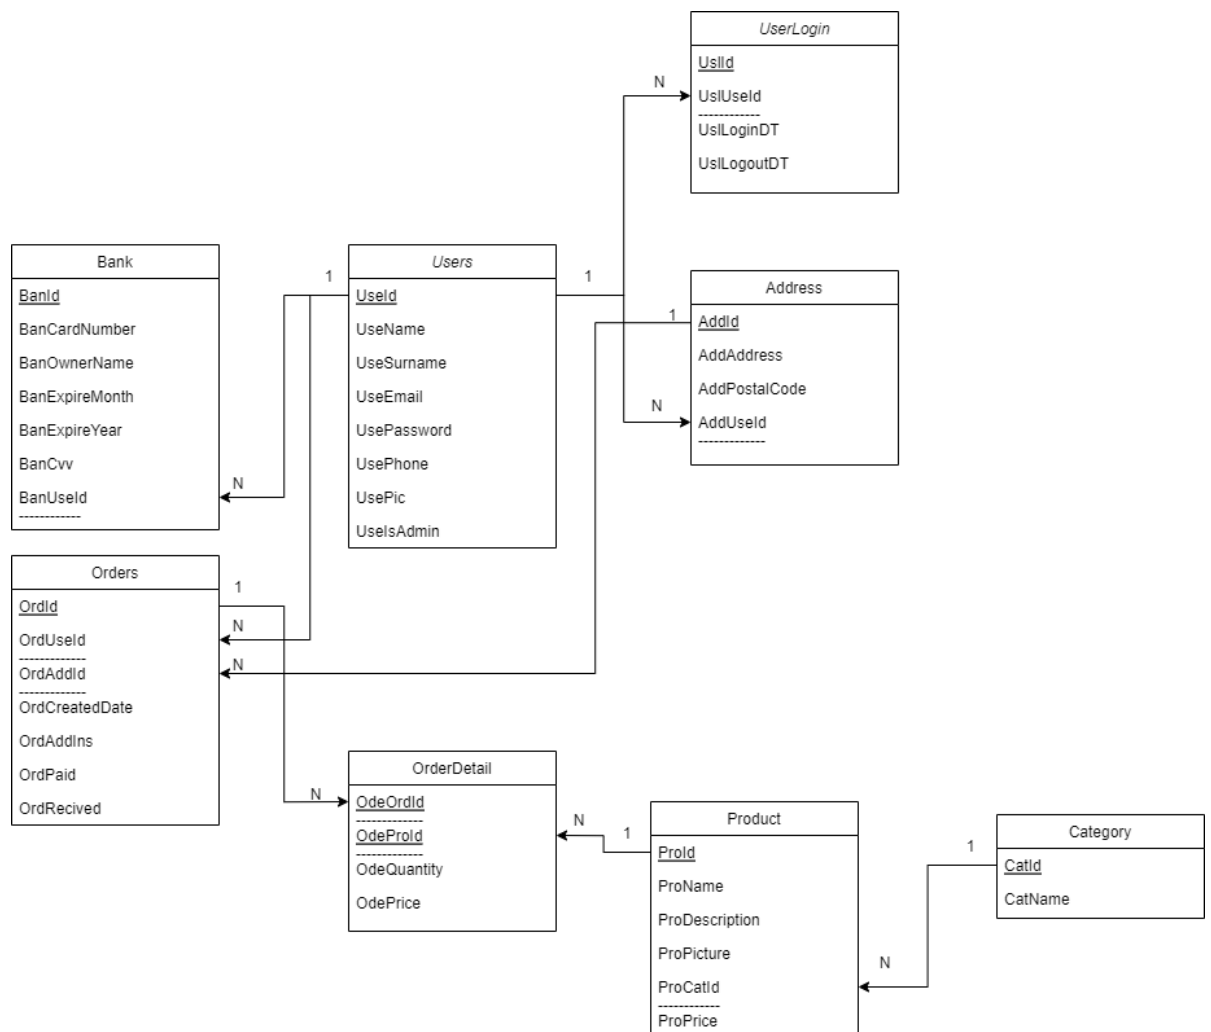 UserLogin
UslId
UslUseId
UslLoginDT
UslLogoutDT
N
Bank
BanId
BanCardNumber
BanOwnerName
BanExpireMonth
BanExpireYear
BanCvv
BanUseId
1
N
Users
UseId
UseName
UseSurname
UseEmail
UsePassword
UsePhone
UsePic
UseIsAdmin
1
Address
AddId
AddAddress
AddPostalCode
AddUseId
1
N
Orders
OrdId
OrdUseId
OrdAddId
OrdCreatedDate
OrdAddIns
OrdPaid
OrdRecived
1
N
N
OrderDetail
OdeOrdId
OdeProId
OdeQuantity
OdePrice
N
N
1
Product
ProId
ProName
ProDescription
ProPicture
ProCatId
ProPrice
1
N
Category
CatId
CatName